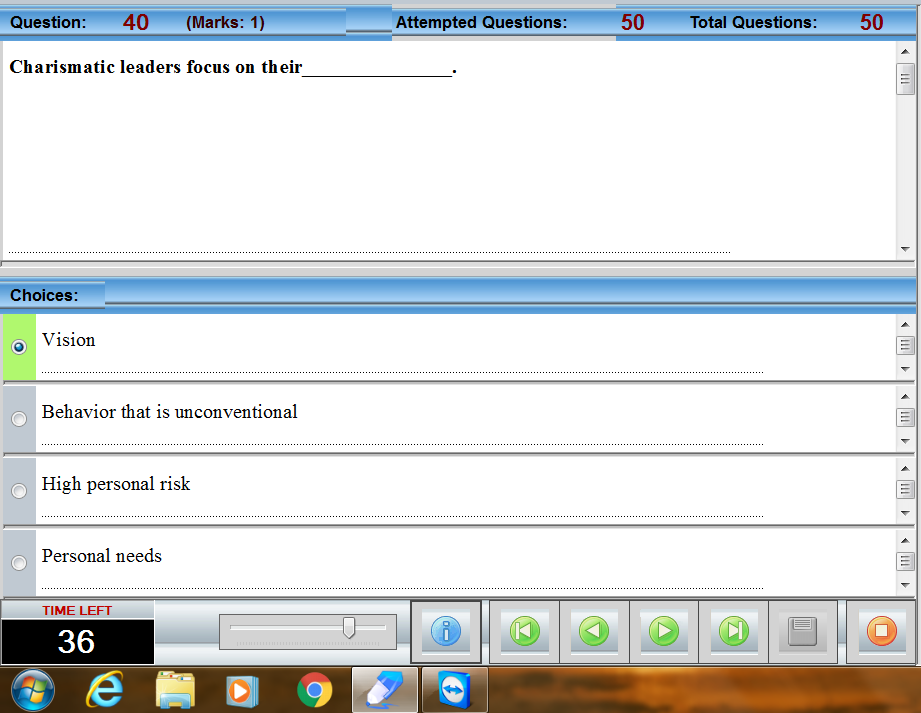 Question: 40 (Marks: 1) Attempted Questions: 50 Total Questions: 50
Charismatic leaders focus on their_______________.
Choices:
Vision
Behavior that is unconventional
High personal risk
Personal needs
TIME LEFT
36